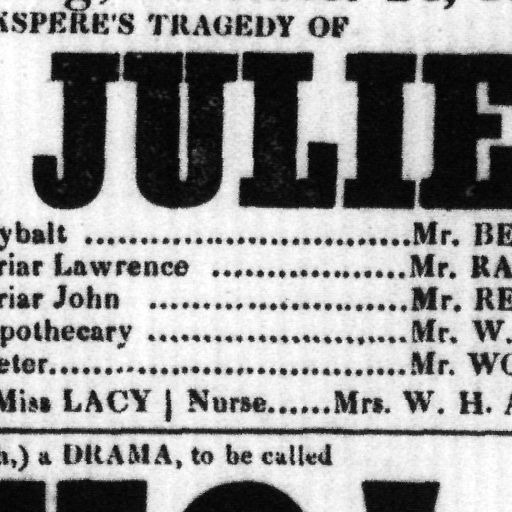 KSPERE'S TRAGEDY OF
JULIE
ybalt ..............................Mr. BE
riar Lawrence ..................Mr. RA
riar John ........................Mr. RE
pothecary ........................Mr. W.
eter.................................Mr. WO
Miss LACY | Nurse......Mrs. W. H. A
n,) a DRAMA, to be called